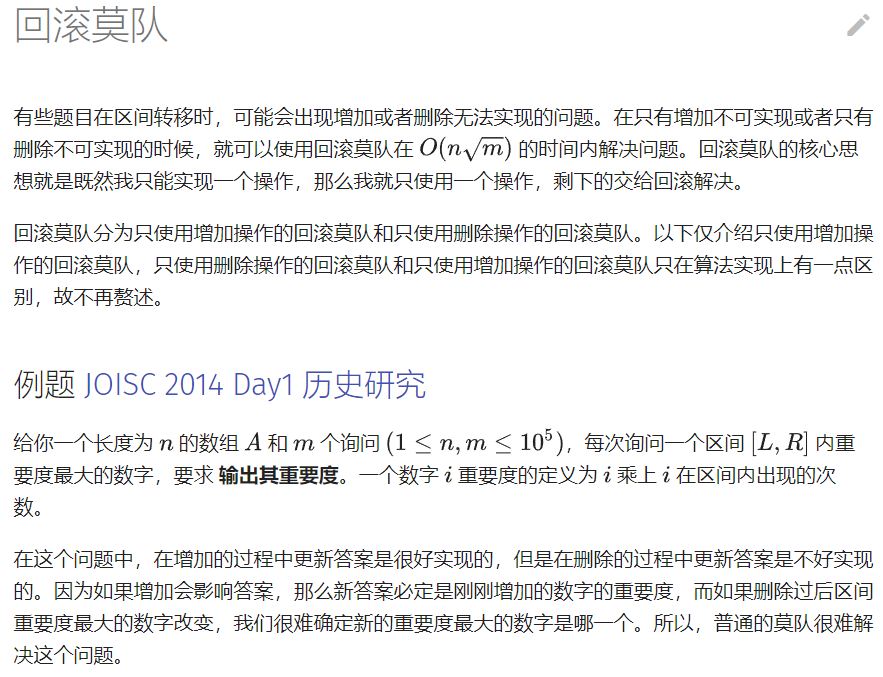 回滚莫队
有些题目在区间转移时，可能会出现增加或者删除无法实现的问题。在只有增加不可实现或者只有
删除不可实现的时候，就可以使用回滚莫队在 O(n√m) 的时间内解决问题。回滚莫队的核心思
想就是既然我只能实现一个操作，那么我就只使用一个操作，剩下的交给回滚解决。
回滚莫队分为只使用增加操作的回滚莫队和只使用删除操作的回滚莫队。以下仅介绍只使用增加操
作的回滚莫队，只使用删除操作的回滚莫队和只使用增加操作的回滚莫队只在算法实现上有一点区
别，故不再赘述。
例题 JOISC 2014 Day1 历史研究
给你一个长度为 n 的数组 A 和 m 个询问 (1 ≤ n, m ≤ 10⁵)，每次询问一个区间 [L, R] 内重
要度最大的数字，要求 输出其重要度。一个数字 i 重要度的定义为 i 乘上 i 在区间内出现的次
数。
在这个问题中，在增加的过程中更新答案是很好实现的，但是在删除的过程中更新答案是不好实现
的。因为如果增加会影响答案，那么新答案必定是刚刚增加的数字的重要度，而如果删除过后区间
重要度最大的数字改变，我们很难确定新的重要度最大的数字是哪一个。所以，普通的莫队很难解
决这个问题。